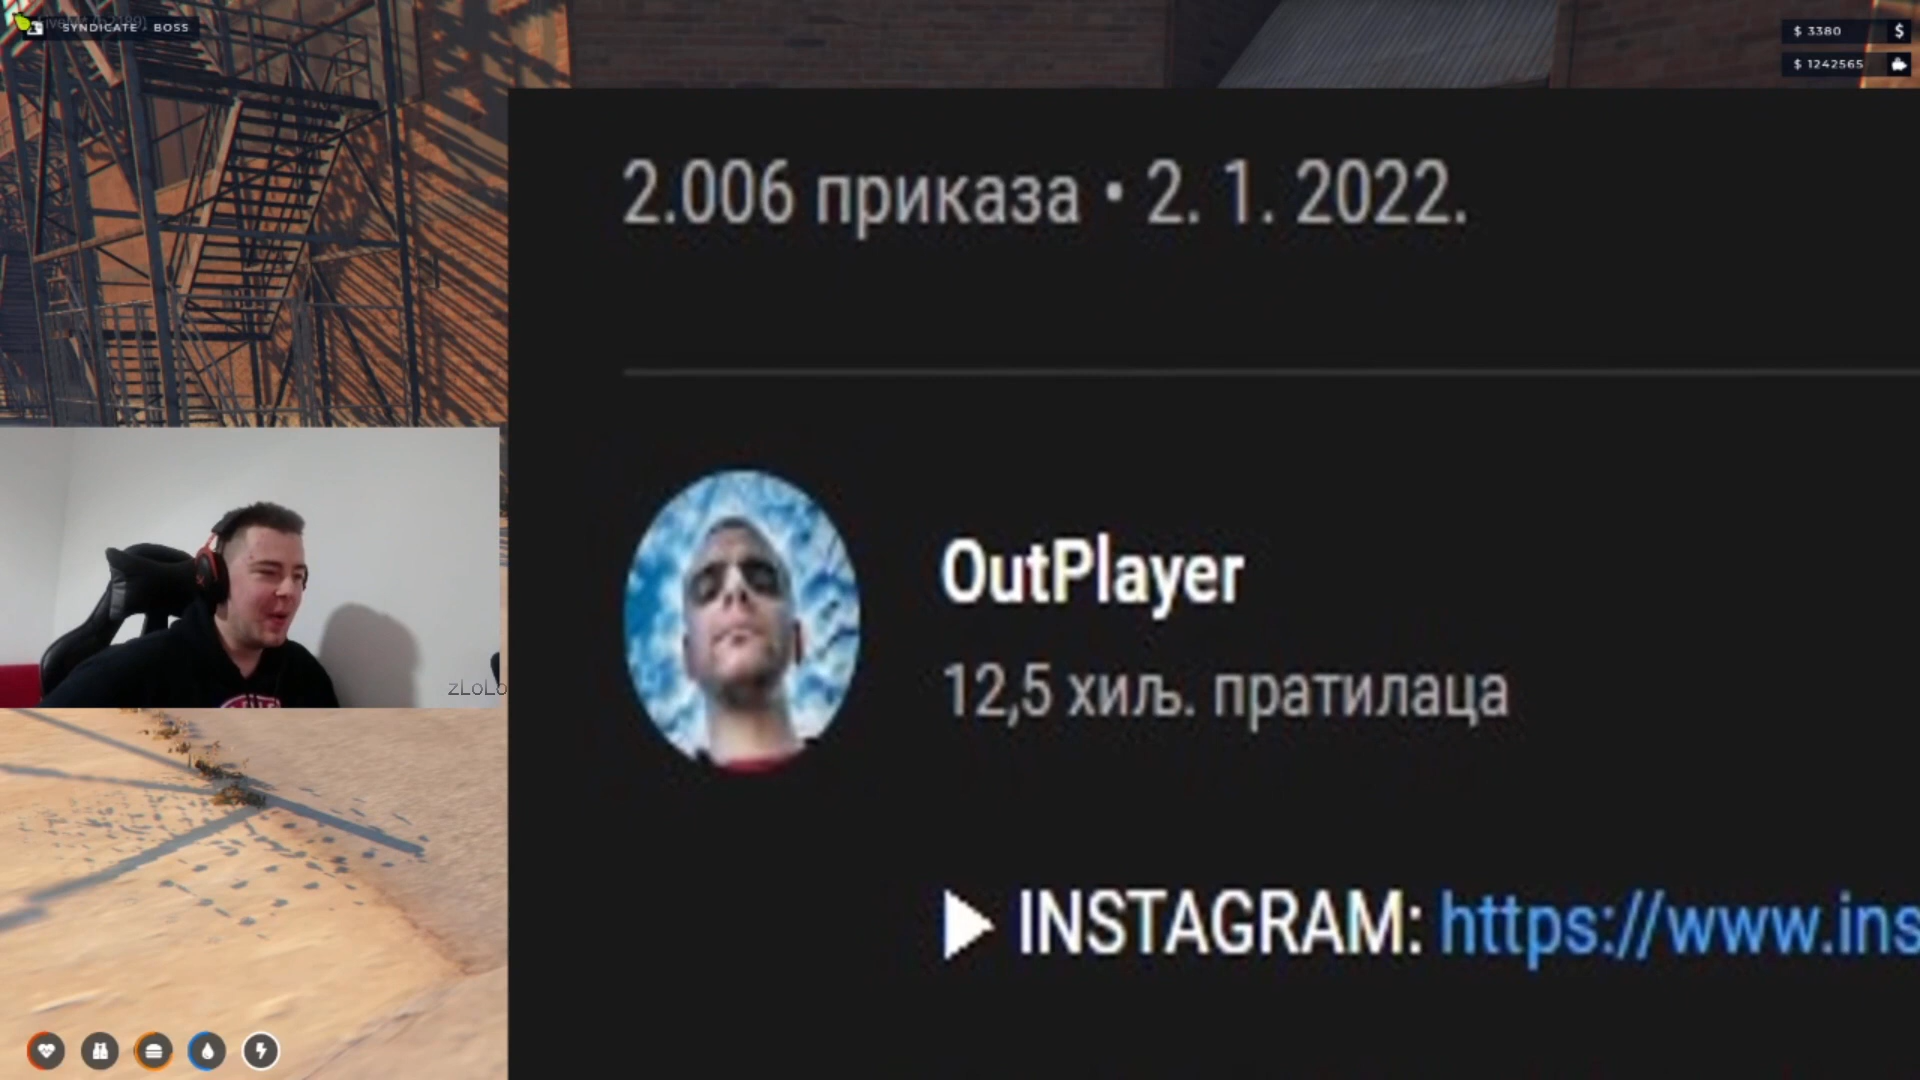 SYNDICATE - BOSS
$ 3380 $
$ 1242565
2.006 приказа • 2. 1. 2022.
OutPlayer
12,5 хиљ. пратилаца
zLoLo
▶ INSTAGRAM: https://www.ins